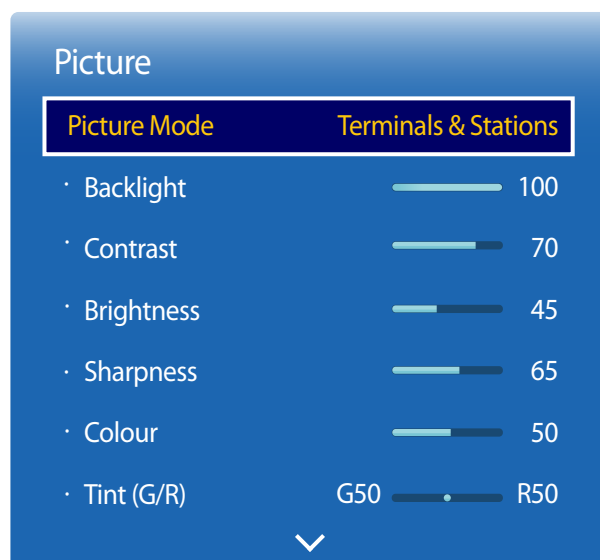 Picture
Picture Mode Terminals & Stations
· Backlight 100
· Contrast 70
· Brightness 45
· Sharpness 65
· Colour 50
· Tint (G/R) G50 R50